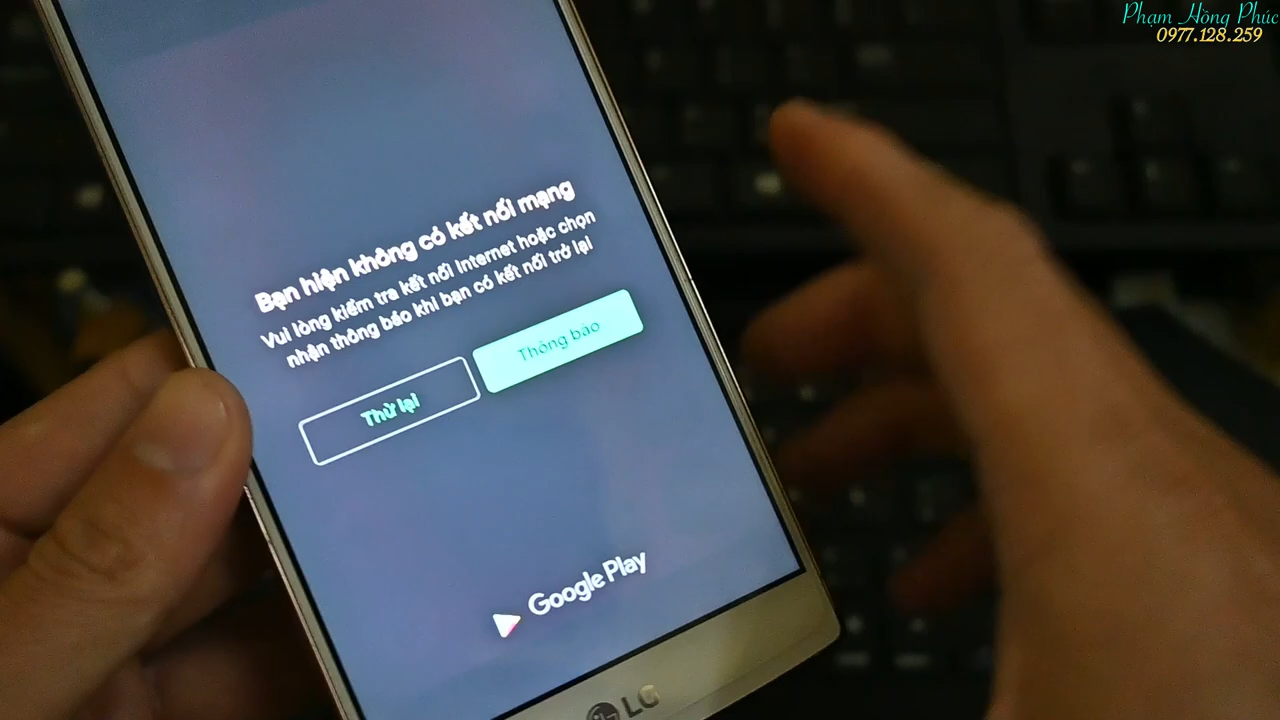 Phạm Hồng Phúc
0977.128.259
Bạn hiện không có kết nối mạng
Vui lòng kiểm tra kết nối Internet hoặc chọn
nhận thông báo khi bạn có kết nối trở lại
Thử lại
Thông báo
Google Play
LG